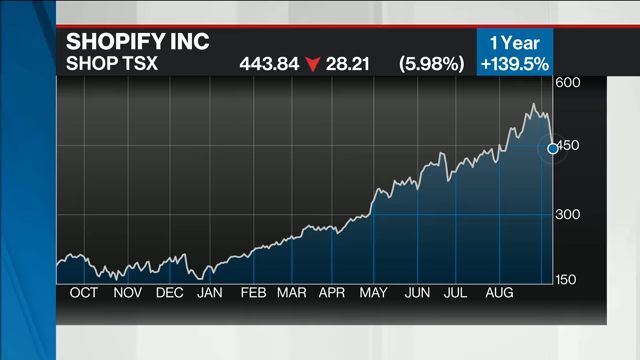 SHOPIFY INC
1 Year
SHOP TSX 443.84 28.21 (5.98%) +139.5%
600
450
300
150
OCT NOV DEC JAN FEB MAR APR MAY JUN JUL AUG